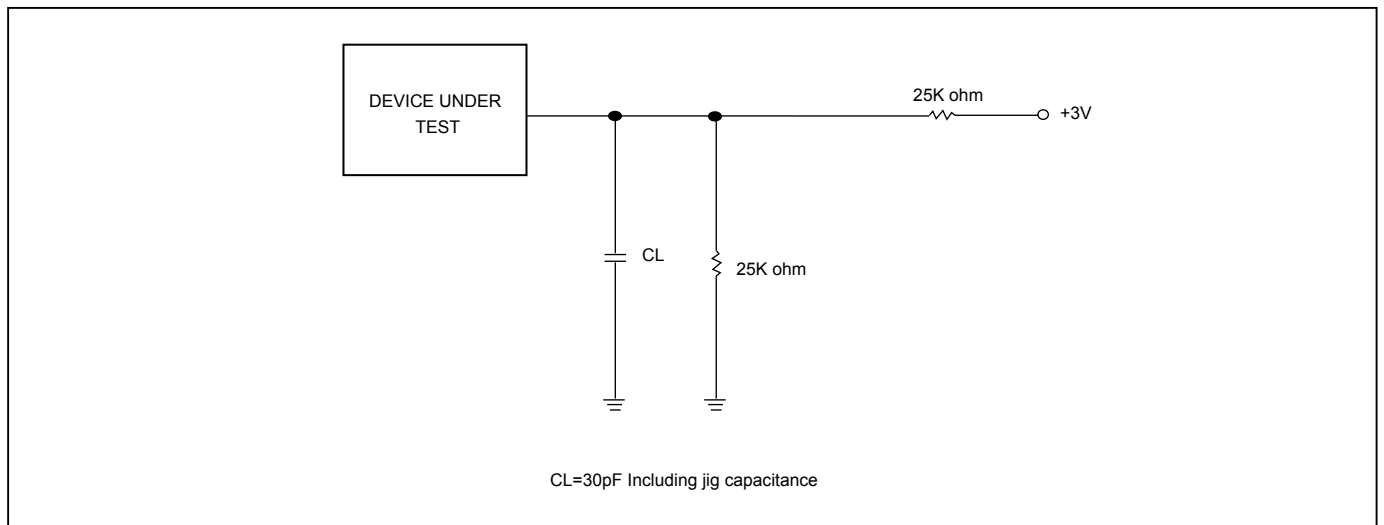 DEVICE UNDER
TEST
25K ohm
+3V
CL
25K ohm
CL=30pF Including jig capacitance